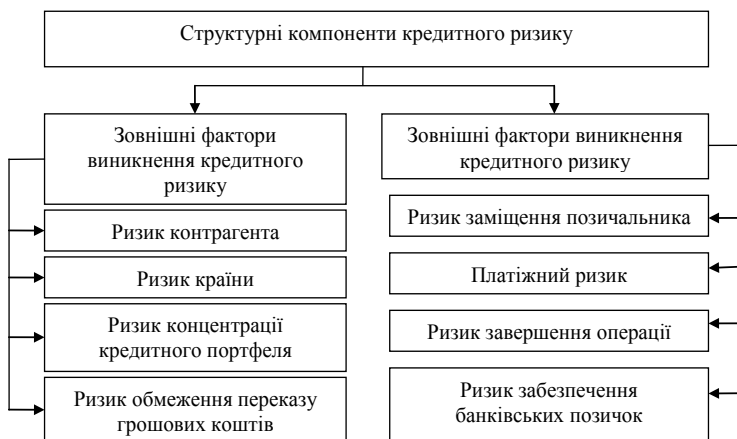 Структурні компоненти кредитного ризику
Зовнішні фактори
виникнення кредитного
ризику
Ризик контрагента
Ризик країни
Ризик концентрації
кредитного портфеля
Ризик обмеження переказу
грошових коштів
Зовнішні фактори виникнення
кредитного ризику
Ризик заміщення позичальника
Платіжний ризик
Ризик завершення операції
Ризик забезпечення
банківських позичок